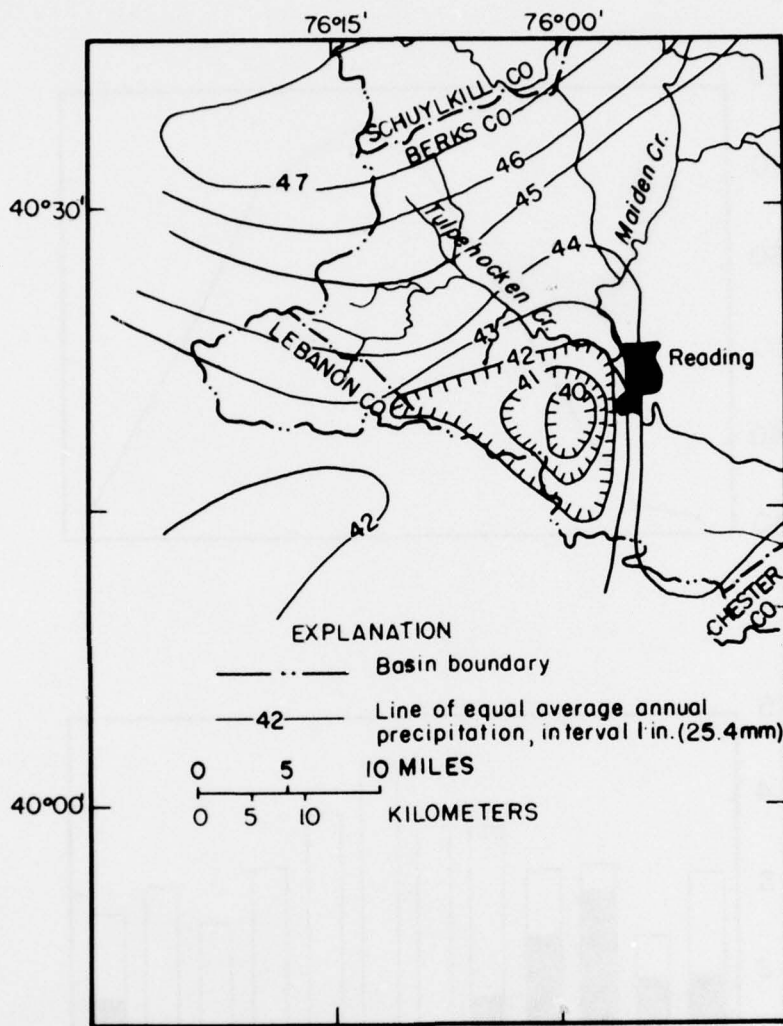 76°15' 76°00'
SCHUYLKILL CO
BERKS CO
47
46
45
40°30'
Tulpehocken Cr.
Maiden Cr.
44
43
LEBANON CO
42
41
40
Reading
42
CHESTER CO.
EXPLANATION
Basin boundary
42 Line of equal average annual
precipitation, interval 1 in. (25.4mm)
0 5 10 MILES
40°00'
0 5 10 KILOMETERS